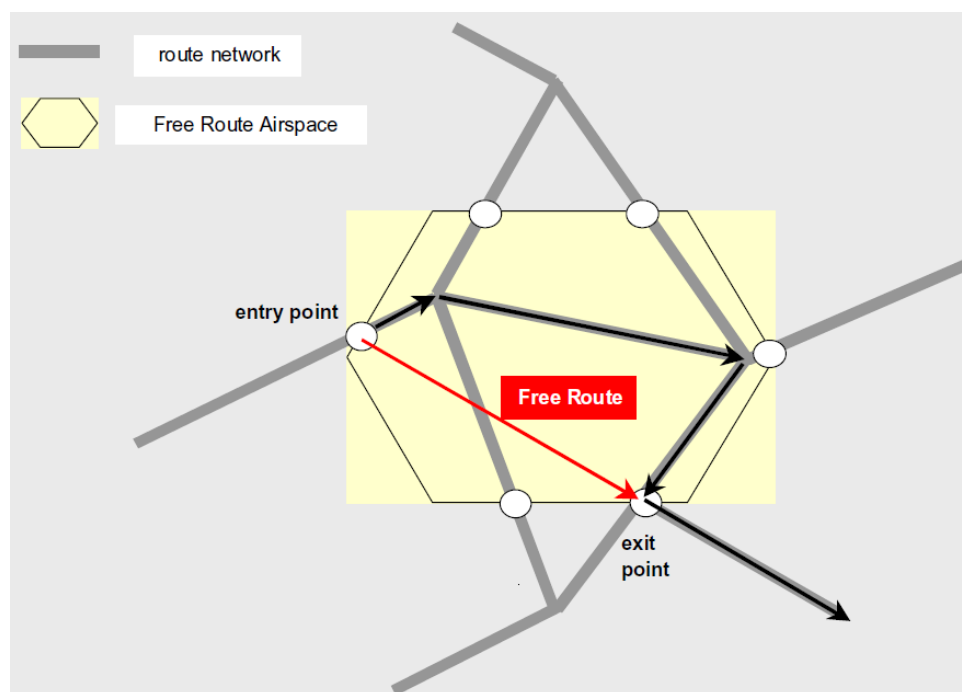 route network
Free Route Airspace
entry point
Free Route
exit
point